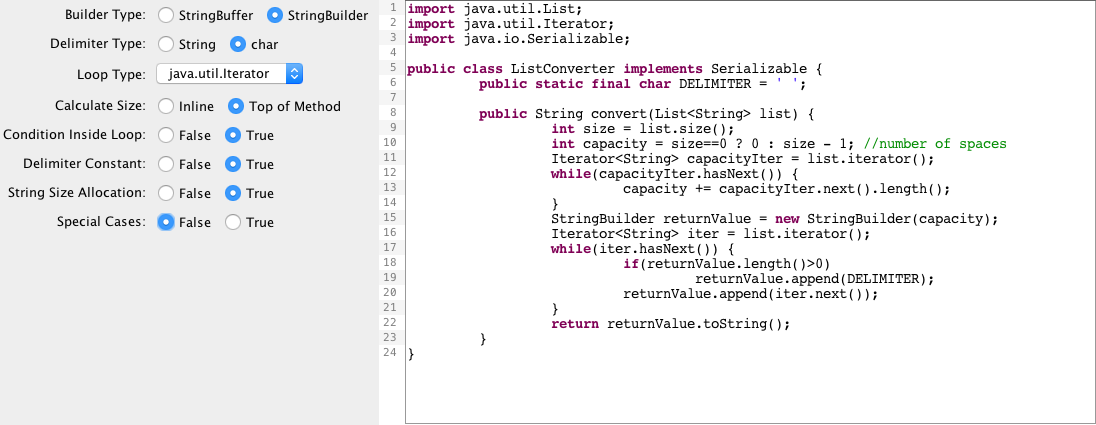 Builder Type: StringBuffer StringBuilder
Delimiter Type: String char
Loop Type: java.util.Iterator
Calculate Size: Inline Top of Method
Condition Inside Loop: False True
Delimiter Constant: False True
String Size Allocation: False True
Special Cases: False True
1 import java.util.List;
2 import java.util.Iterator;
3 import java.io.Serializable;
4
5 public class ListConverter implements Serializable {
6 public static final char DELIMITER = ' ';
7
8 public String convert(List<String> list) {
9 int size = list.size();
10 int capacity = size==0 ? 0 : size - 1; //number of spaces
11 Iterator<String> capacityIter = list.iterator();
12 while(capacityIter.hasNext()) {
13 capacity += capacityIter.next().length();
14 }
15 StringBuilder returnValue = new StringBuilder(capacity);
16 Iterator<String> iter = list.iterator();
17 while(iter.hasNext()) {
18 if(returnValue.length()>0)
19 returnValue.append(DELIMITER);
20 returnValue.append(iter.next());
21 }
22 return returnValue.toString();
23 }
24 }